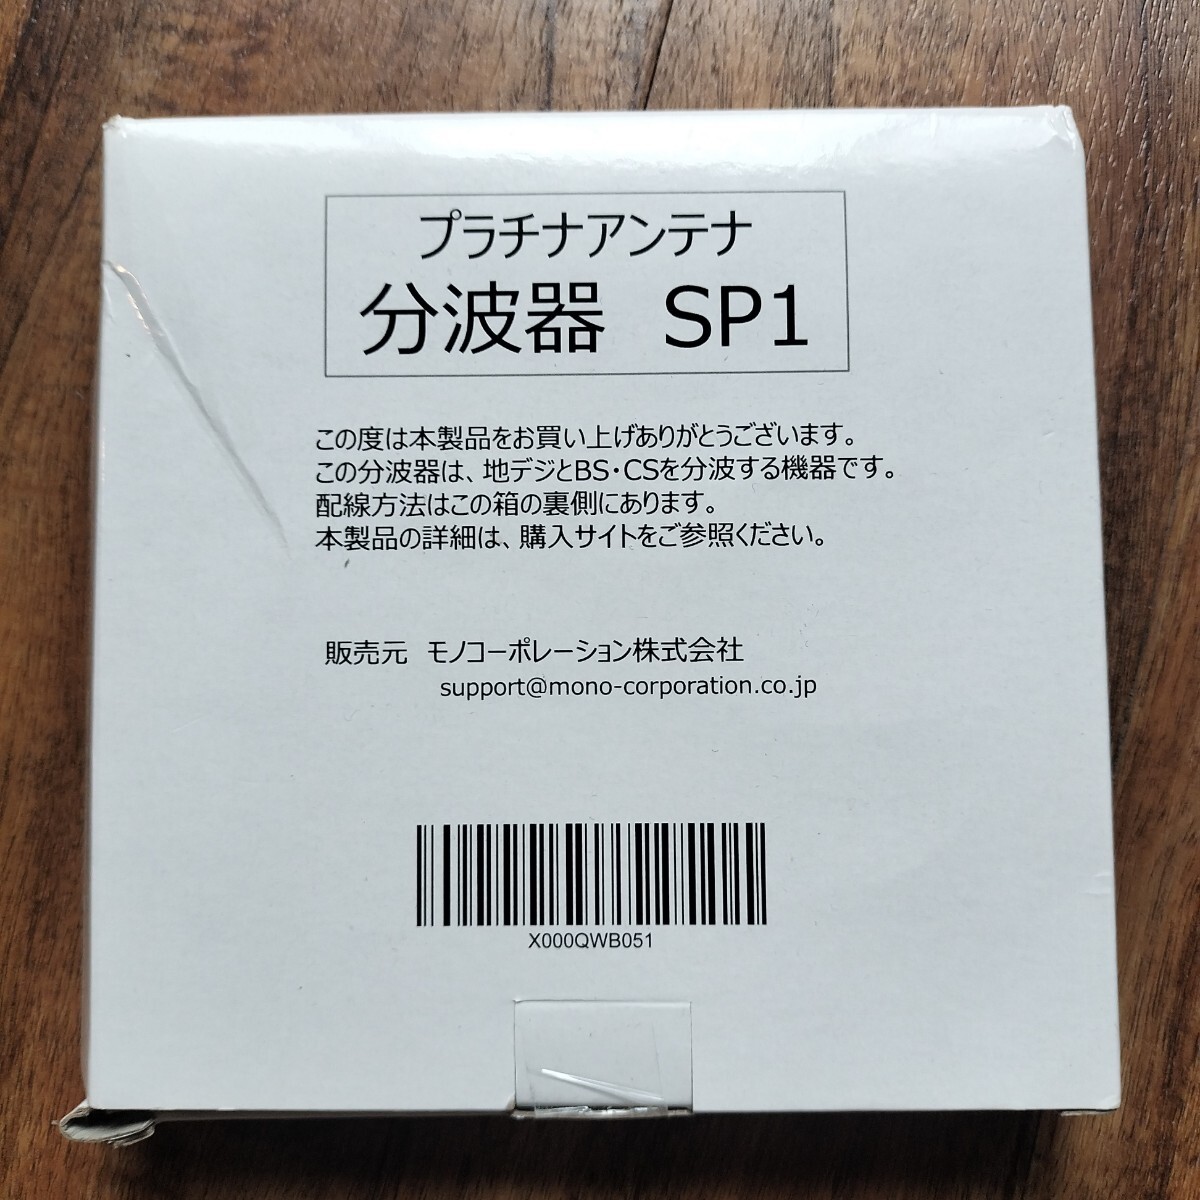 プラチナアンテナ
分波器 SP1
この度は本製品をお買い上げありがとうございます。
この分波器は、地デジとBS・CSを分波する機器です。
配線方法はこの箱の裏側にあります。
本製品の詳細は、購入サイトをご参照ください。
販売元 モノコーポレーション株式会社
support@mono-corporation.co.jp
X000QWB051